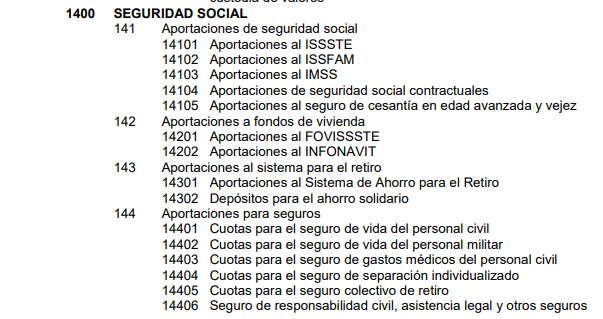 custodia de valores
1400 SEGURIDAD SOCIAL
141 Aportaciones de seguridad social
14101 Aportaciones al ISSSTE
14102 Aportaciones al ISSFAM
14103 Aportaciones al IMSS
14104 Aportaciones de seguridad social contractuales
14105 Aportaciones al seguro de cesantía en edad avanzada y vejez
142 Aportaciones a fondos de vivienda
14201 Aportaciones al FOVISSSTE
14202 Aportaciones al INFONAVIT
143 Aportaciones al sistema para el retiro
14301 Aportaciones al Sistema de Ahorro para el Retiro
14302 Depósitos para el ahorro solidario
144 Aportaciones para seguros
14401 Cuotas para el seguro de vida del personal civil
14402 Cuotas para el seguro de vida del personal militar
14403 Cuotas para el seguro de gastos médicos del personal civil
14404 Cuotas para el seguro de separación individualizado
14405 Cuotas para el seguro colectivo de retiro
14406 Seguro de responsabilidad civil, asistencia legal y otros seguros